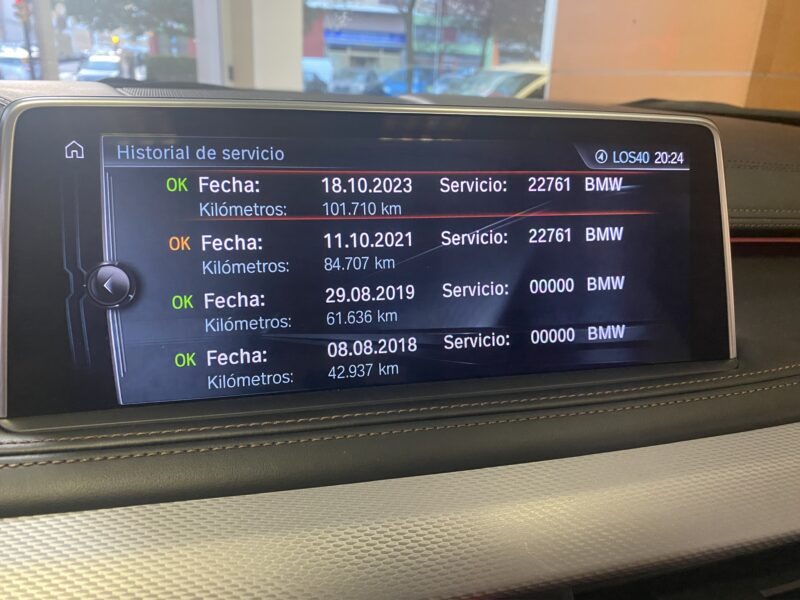 Historial de servicio 4 LOS40 20:24
OK Fecha: 18.10.2023 Servicio: 22761 BMW
Kilómetros: 101.710 km
OK Fecha: 11.10.2021 Servicio: 22761 BMW
Kilómetros: 84.707 km
OK Fecha: 29.08.2019 Servicio: 00000 BMW
Kilómetros: 61.636 km
OK Fecha: 08.08.2018 Servicio: 00000 BMW
Kilómetros: 42.937 km